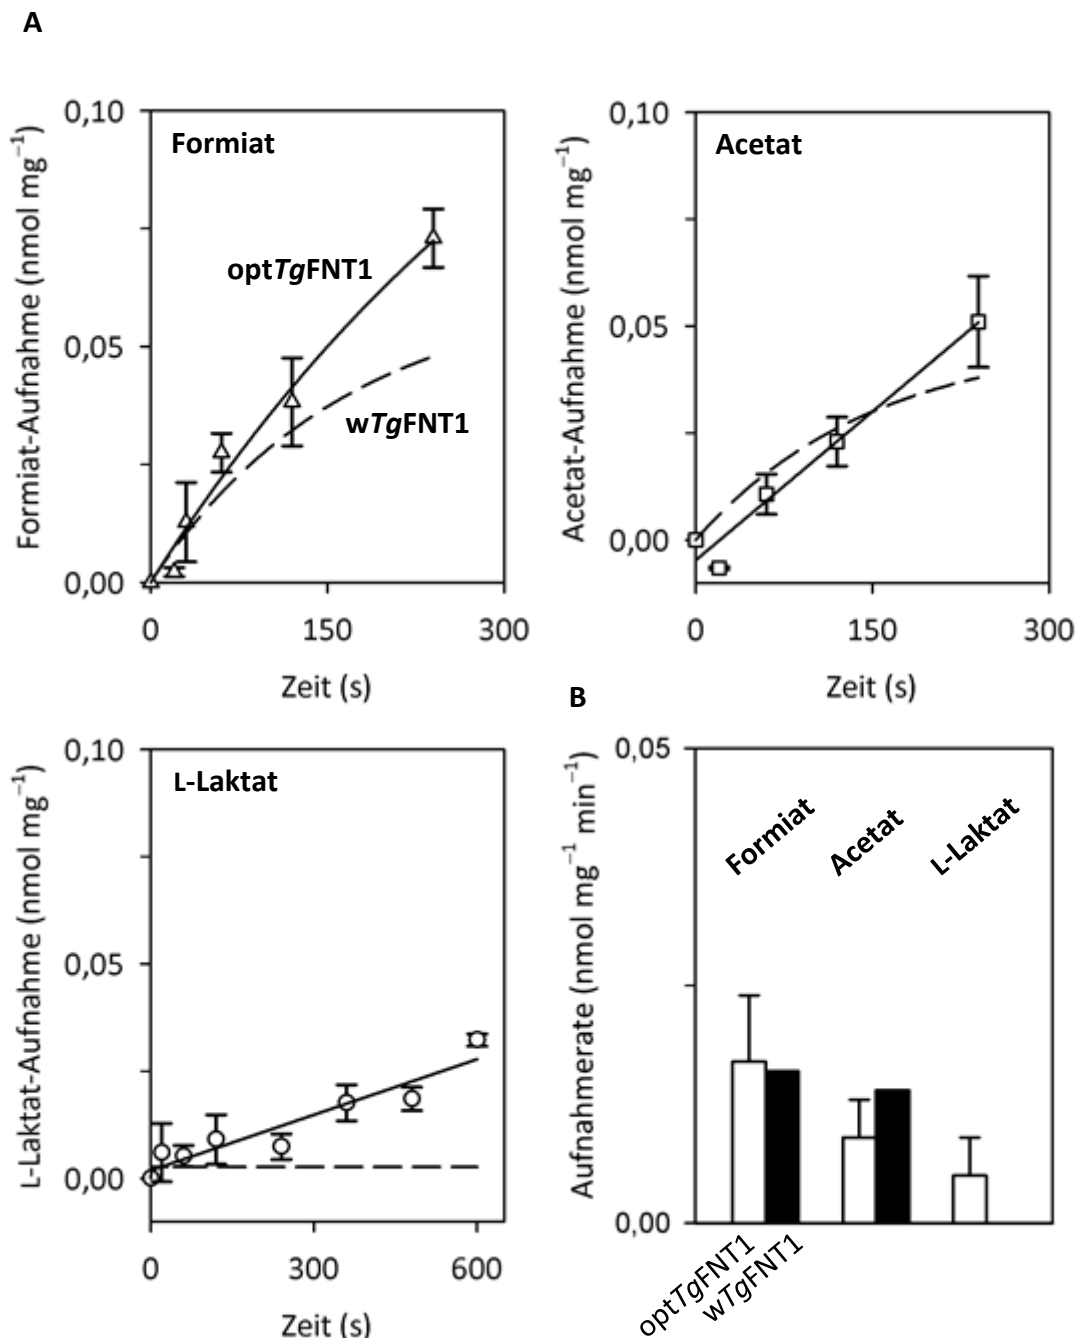 A
Formiat-Aufnahme (nmol mg⁻¹)
0,10
0,05
0,00
Formiat
optTgFNT1
wTgFNT1
0
150
300
Zeit (s)
Acetat-Aufnahme (nmol mg⁻¹)
0,10
0,05
0,00
Acetat
0
150
300
Zeit (s)
L-Laktat-Aufnahme (nmol mg⁻¹)
0,10
0,05
0,00
L-Laktat
0
300
600
Zeit (s)
B
Aufnahmerate (nmol mg⁻¹ min⁻¹)
0,05
0,00
Formiat
Acetat
L-Laktat
optTgFNT1
wTgFNT1